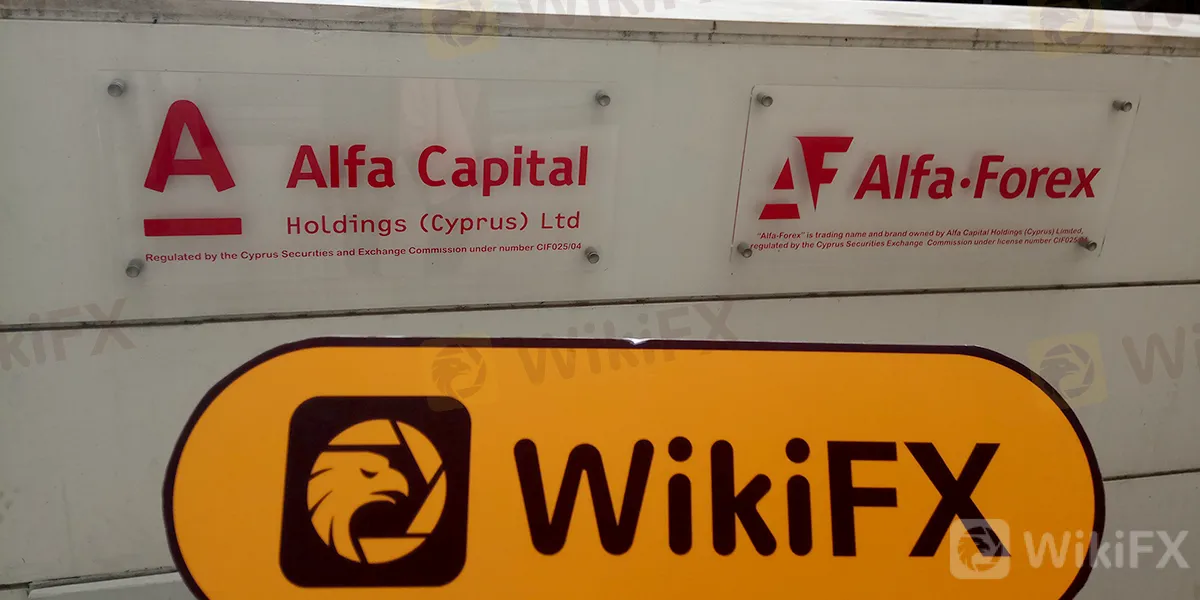 Alfa Capital
Holdings (Cyprus) Ltd
Regulated by the Cyprus Securities and Exchange Commission under number CIF025/04
AF Alfa-Forex
"Alfa-Forex" is trading name and brand owned by Alfa Capital Holdings (Cyprus) Limited,
regulated by the Cyprus Securities Exchange Commission under license number CIF025/
WikiFX
WikiFX